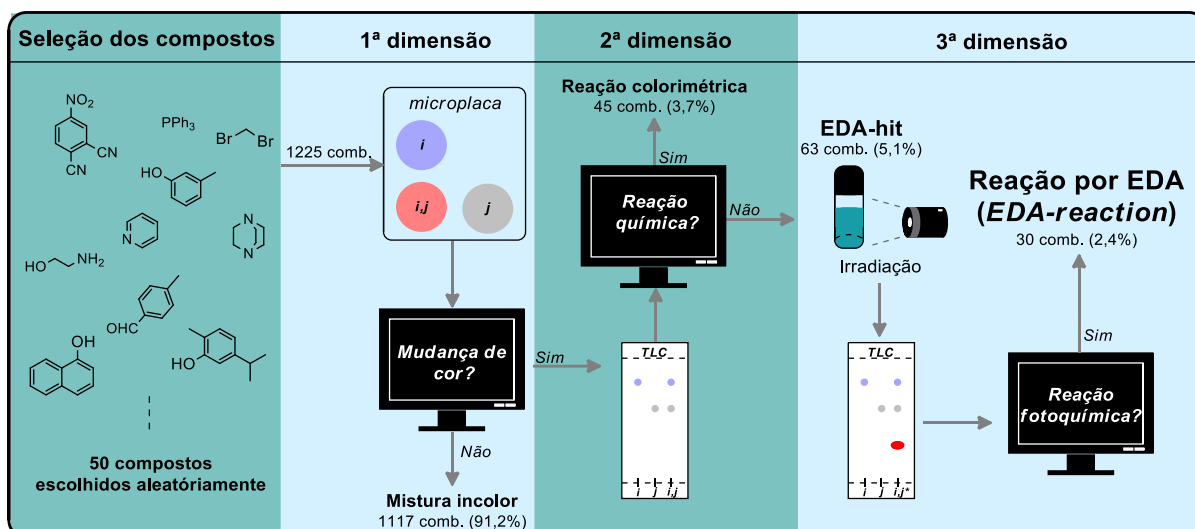 Seleção dos compostos
1ª dimensão
2ª dimensão
3ª dimensão
NO₂
CN
CN
PPh₃
Br
Br
HO
N
N
N
HO
NH₂
OHC
OH
HO
50 compostos
escolhidos aleatóriamente
1225 comb.
microplaca
i
i,j
j
Mudança de
cor?
Sim
Não
Mistura incolor
1117 comb. (91,2%)
Reação colorimétrica
45 comb. (3,7%)
Sim
Reação
química?
Não
TLC
i
j
i,j
EDA-hit
63 comb. (5,1%)
Irradiação
TLC
i
j
i,j*
Reação por EDA
(EDA-reaction)
30 comb. (2,4%)
Sim
Reação
fotoquímica?